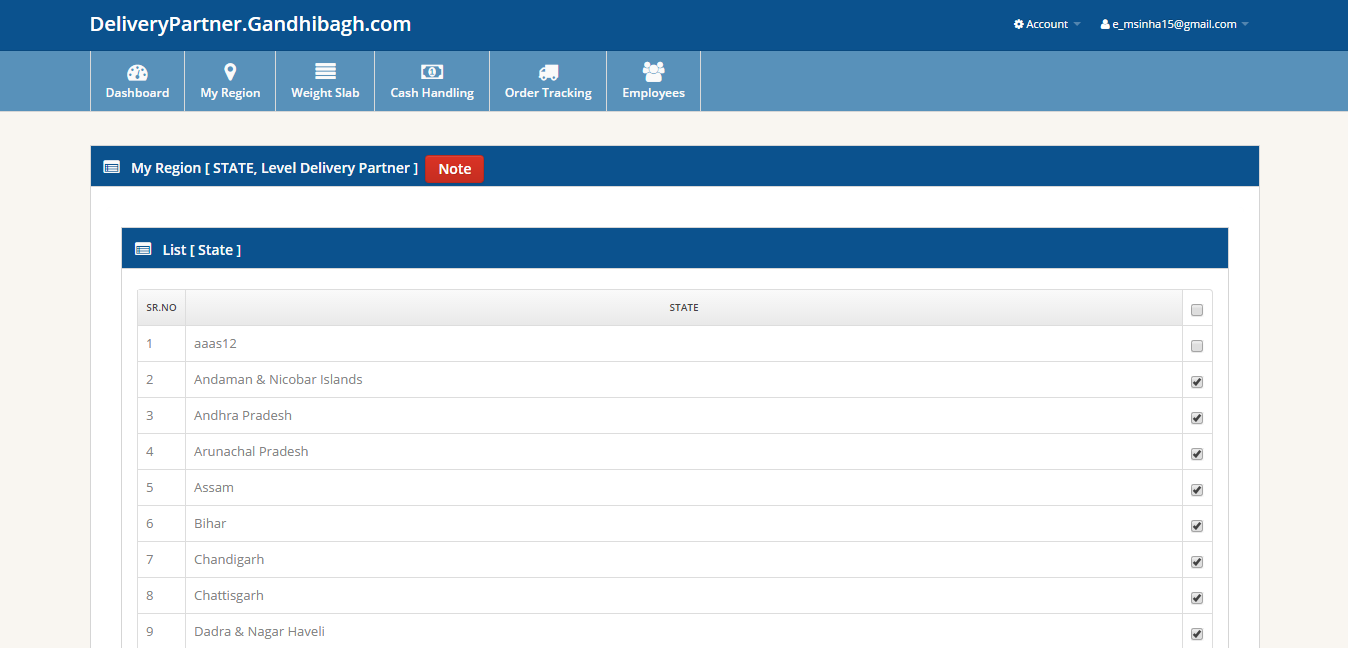 DeliveryPartner.Gandhibagh.com
Account
e_msinha15@gmail.com
Dashboard
My Region
Weight Slab
Cash Handling
Order Tracking
Employees
My Region [ STATE, Level Delivery Partner ] Note
List [ State ]
SR.NO STATE
1 aaas12
2 Andaman & Nicobar Islands
3 Andhra Pradesh
4 Arunachal Pradesh
5 Assam
6 Bihar
7 Chandigarh
8 Chattisgarh
9 Dadra & Nagar Haveli